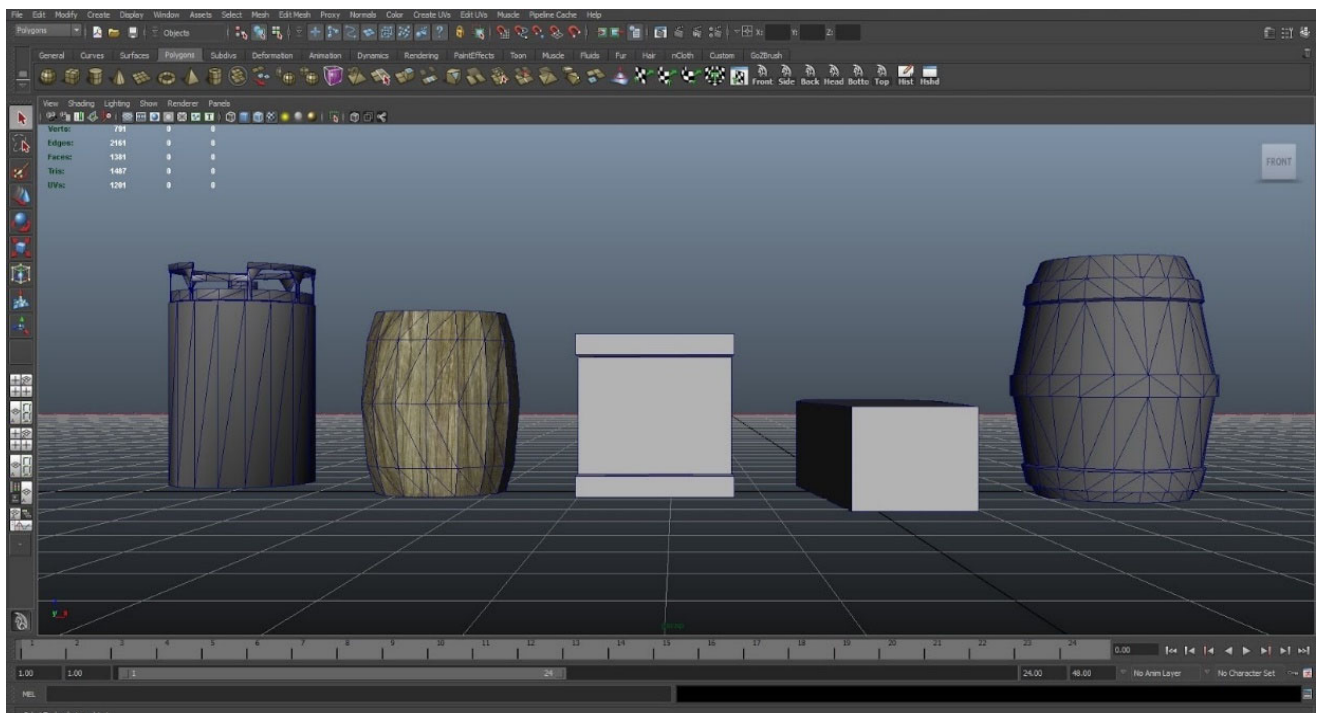 File Edit Modify Create Display Window Assets Select Mesh Edit Mesh Proxy Normals Color Create UVs Edit UVs Muscle Pipeline Cache Help
Polygons Objects X: Y: Z:
General Curves Surfaces Polygons Subdivs Deformation Animation Dynamics Rendering PaintEffects Toon Muscle Fluids Fur Hair nCloth Custom GoZBrush
Front Side Back Head Botto Top Hist Hshd
View Shading Lighting Show Renderer Panels
Verts: 791 0 0
Edges: 2161 0 0
Faces: 1381 0 0
Tris: 1467 0 0
UVs: 1201 0 0
FRONT
1 2 3 4 5 6 7 8 9 10 11 12 13 14 15 16 17 18 19 20 21 22 23 24 0.00
1.00 1.00 1 24 24.00 48.00 No Anim Layer No Character Set
MEL